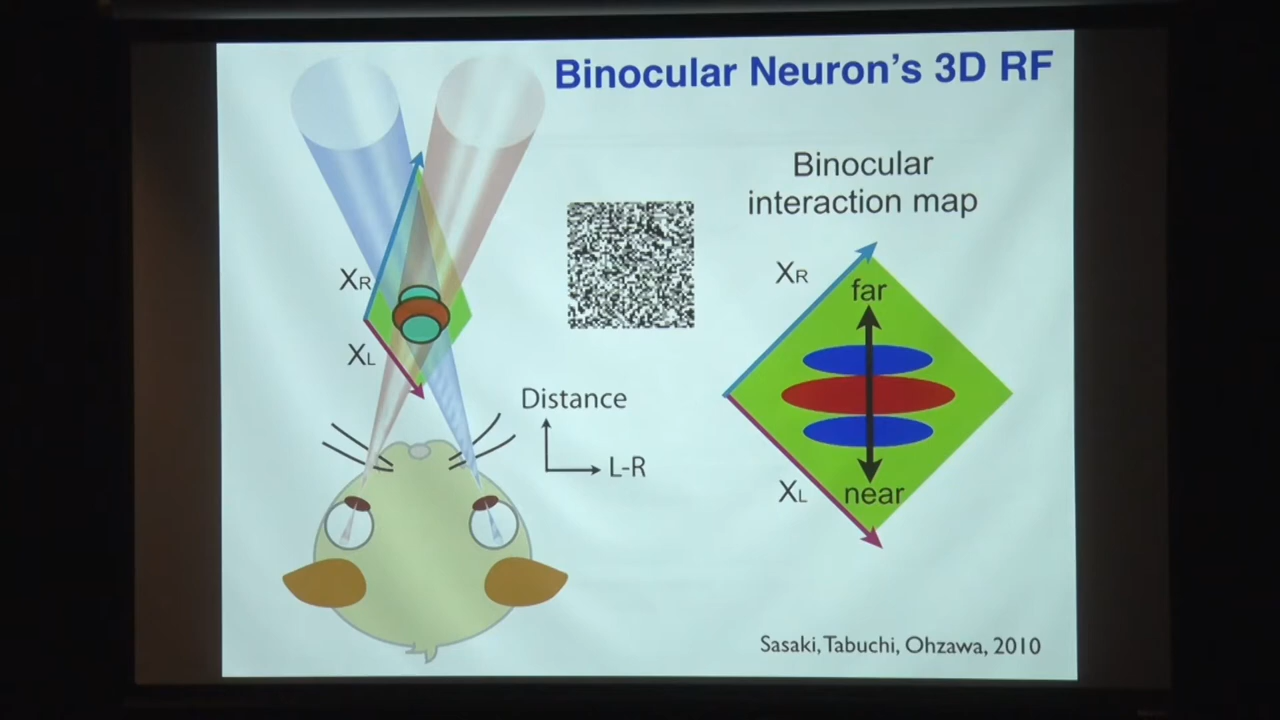 Binocular Neuron's 3D RF
Binocular
interaction map
XR
XL
Distance
L-R
XR
far
near
XL
Sasaki, Tabuchi, Ohzawa, 2010